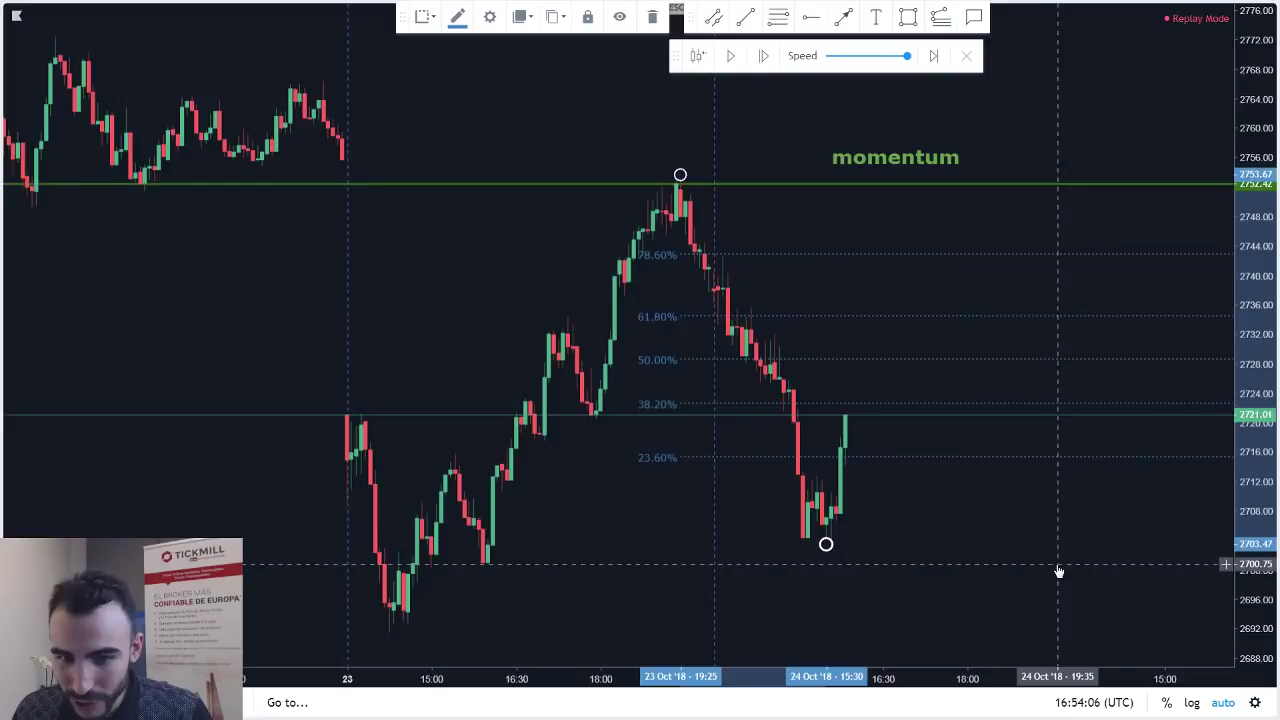 ESC
Replay Mode
Speed
momentum
78.60%
61.80%
50.00%
38.20%
23.60%
2776.00
2772.00
2768.00
2764.00
2760.00
2756.00
2753.67
2752.42
2748.00
2744.00
2740.00
2736.00
2732.00
2728.00
2724.00
2721.01
2720.00
2716.00
2712.00
2708.00
2703.47
2700.75
2696.00
2692.00
2688.00
TICKMILL
EL BROKER MÁS
CONFIABLE DE EUROPA*
23
15:00
16:30
18:00
23 Oct '18 - 19:25
24 Oct '18 - 15:30
16:30
18:00
24 Oct '18 - 19:35
15:00
Go to...
16:54:06 (UTC)
%
log
auto